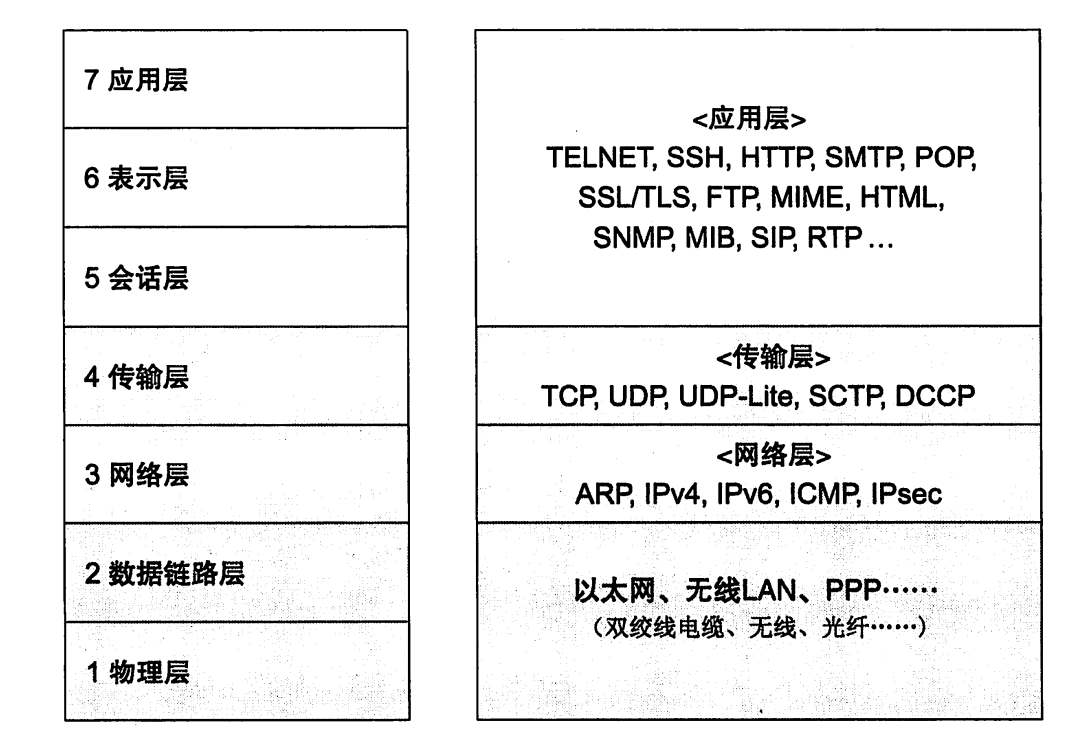 7 应用层
6 表示层
5 会话层
4 传输层
3 网络层
2 数据链路层
1 物理层
<应用层>
TELNET, SSH, HTTP, SMTP, POP,
SSL/TLS, FTP, MIME, HTML,
SNMP, MIB, SIP, RTP …
<传输层>
TCP, UDP, UDP-Lite, SCTP, DCCP
<网络层>
ARP, IPv4, IPv6, ICMP, IPsec
以太网、无线LAN、PPP……
（双绞线电缆、无线、光纤……）